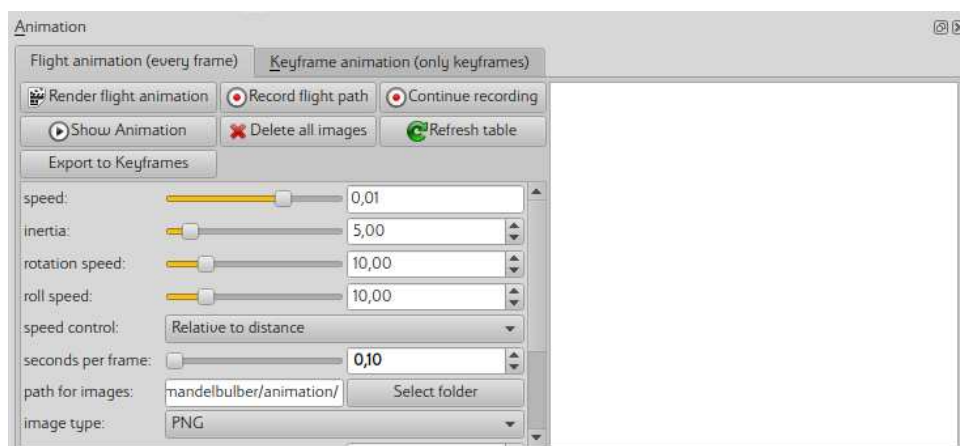 Animation
Flight animation (every frame) Keyframe animation (only keyframes)
Render flight animation Record flight path Continue recording
Show Animation Delete all images Refresh table
Export to Keyframes
speed: 0,01
inertia: 5,00
rotation speed: 10,00
roll speed: 10,00
speed control: Relative to distance
seconds per frame: 0,10
path for images: mandelbulber/animation/ Select folder
image type: PNG